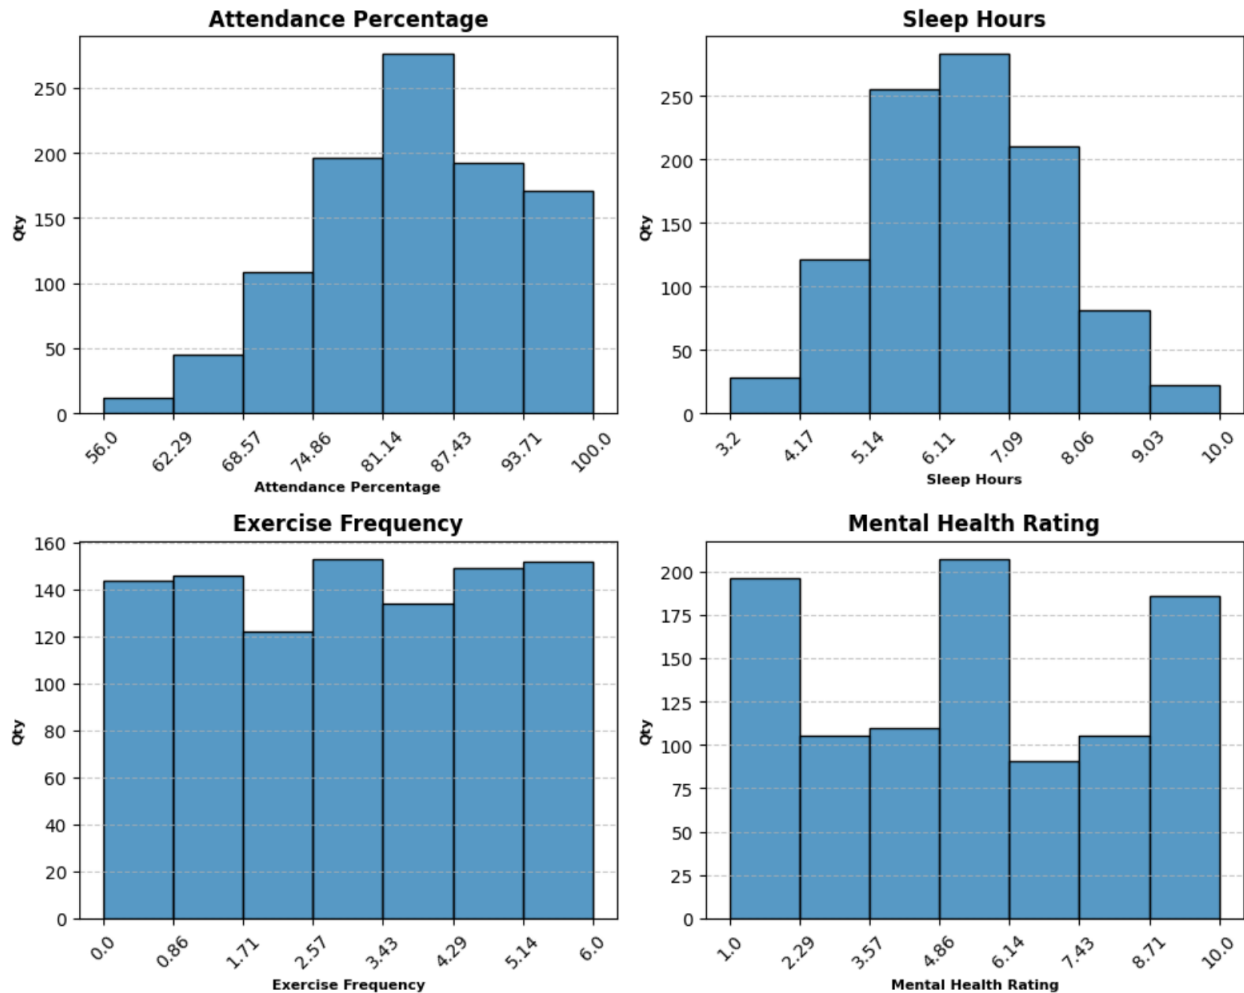 Attendance Percentage
250
200
150
100
50
0
Qty
56.0 62.29 68.57 74.86 81.14 87.43 93.71 100.0
Attendance Percentage
Sleep Hours
250
200
150
100
50
0
Qty
3.2 4.17 5.14 6.11 7.09 8.06 9.03 10.0
Sleep Hours
Exercise Frequency
160
140
120
100
80
60
40
20
0
Qty
0.0 0.86 1.71 2.57 3.43 4.29 5.14 6.0
Exercise Frequency
Mental Health Rating
200
175
150
125
100
75
50
25
0
Qty
1.0 2.29 3.57 4.86 6.14 7.43 8.71 10.0
Mental Health Rating